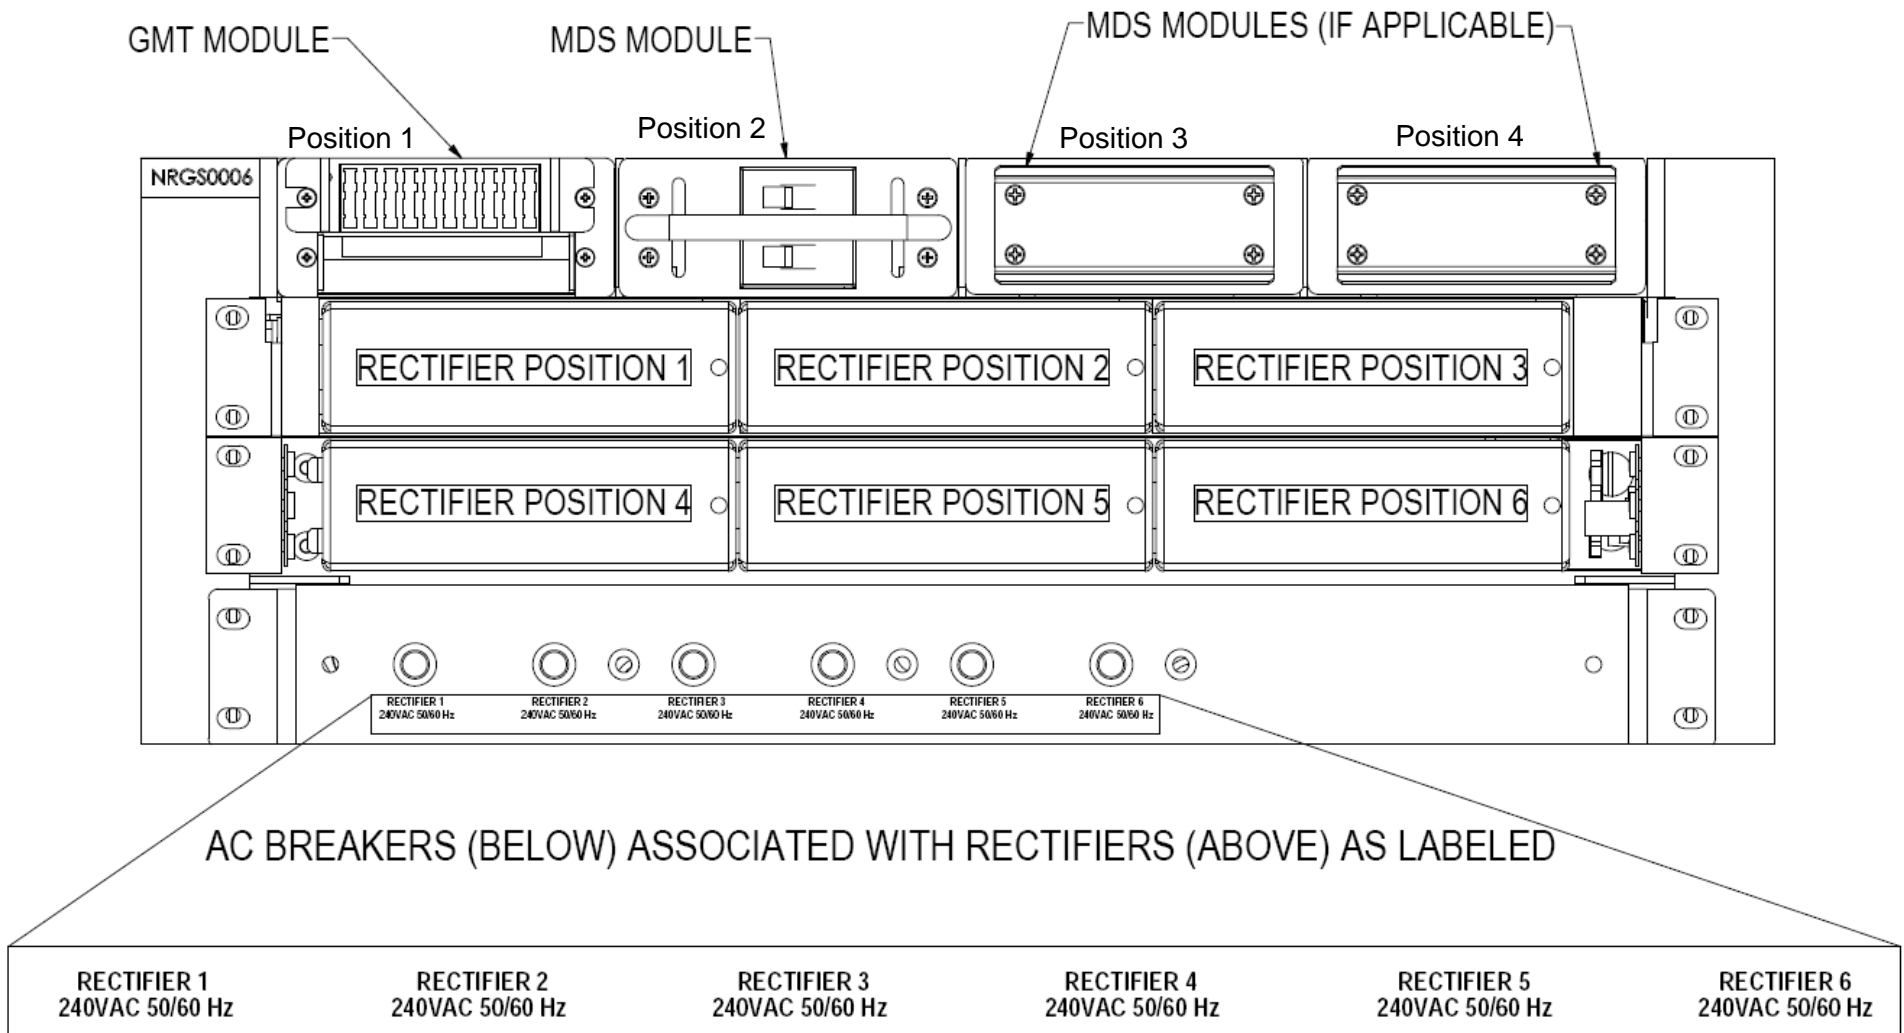 GMT MODULE
MDS MODULE
MDS MODULES (IF APPLICABLE)
Position 1
Position 2
Position 3
Position 4
NRGS0006
RECTIFIER POSITION 1
RECTIFIER POSITION 2
RECTIFIER POSITION 3
RECTIFIER POSITION 4
RECTIFIER POSITION 5
RECTIFIER POSITION 6
RECTIFIER 1
240VAC 50/60 Hz
RECTIFIER 2
240VAC 50/60 Hz
RECTIFIER 3
240VAC 50/60 Hz
RECTIFIER 4
240VAC 50/60 Hz
RECTIFIER 5
240VAC 50/60 Hz
RECTIFIER 6
240VAC 50/60 Hz
AC BREAKERS (BELOW) ASSOCIATED WITH RECTIFIERS (ABOVE) AS LABELED
RECTIFIER 1
240VAC 50/60 Hz
RECTIFIER 2
240VAC 50/60 Hz
RECTIFIER 3
240VAC 50/60 Hz
RECTIFIER 4
240VAC 50/60 Hz
RECTIFIER 5
240VAC 50/60 Hz
RECTIFIER 6
240VAC 50/60 Hz